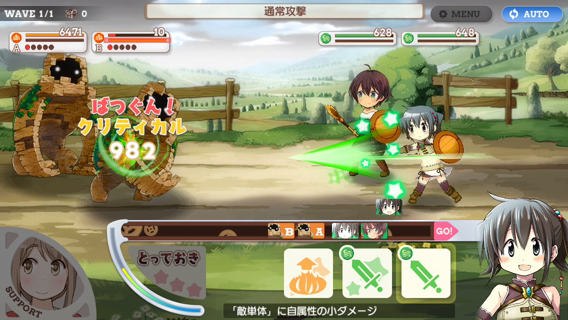 WAVE 1/1
0
通常攻撃
MENU
AUTO
6471
A
10
B
628
648
ばつぐん！
クリティカル
982
B
A
GO!
とっておき
SUPPORT
「敵単体」に自属性の小ダメージ